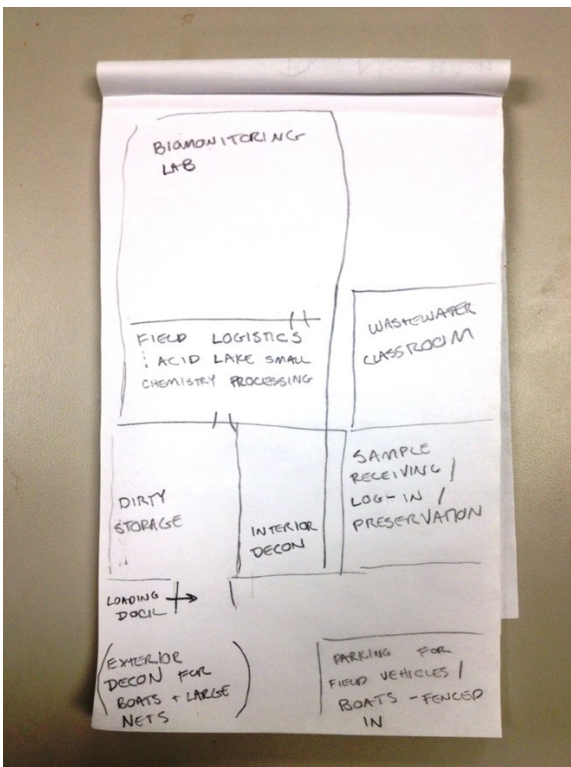 BIOMONITORING
LAB
FIELD LOGISTICS
& ACID LAKE SMALL
CHEMISTRY PROCESSING
WASTEWATER
CLASSROOM
DIRTY
STORAGE
INTERIOR
DECON
SAMPLE
RECEIVING /
LOG-IN /
PRESERVATION
LOADING
DOCK
(EXTERIOR
DECON FOR
BOATS + LARGE
NETS)
PARKING FOR
FIELD VEHICLES /
BOATS - FENCED
IN